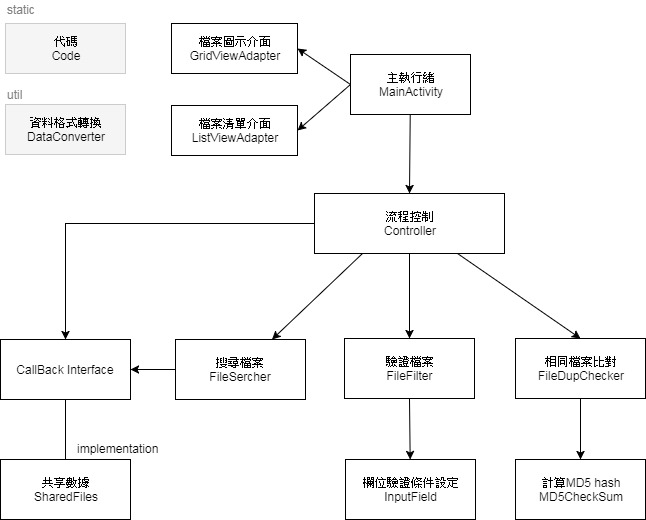 static
代碼
Code
檔案圖示介面
GridViewAdapter
主執行緒
MainActivity
util
資料格式轉換
DataConverter
檔案清單介面
ListViewAdapter
流程控制
Controller
CallBack Interface
搜尋檔案
FileSercher
驗證檔案
FileFilter
相同檔案比對
FileDupChecker
implementation
共享數據
SharedFiles
欄位驗證條件設定
InputField
計算MD5 hash
MD5CheckSum